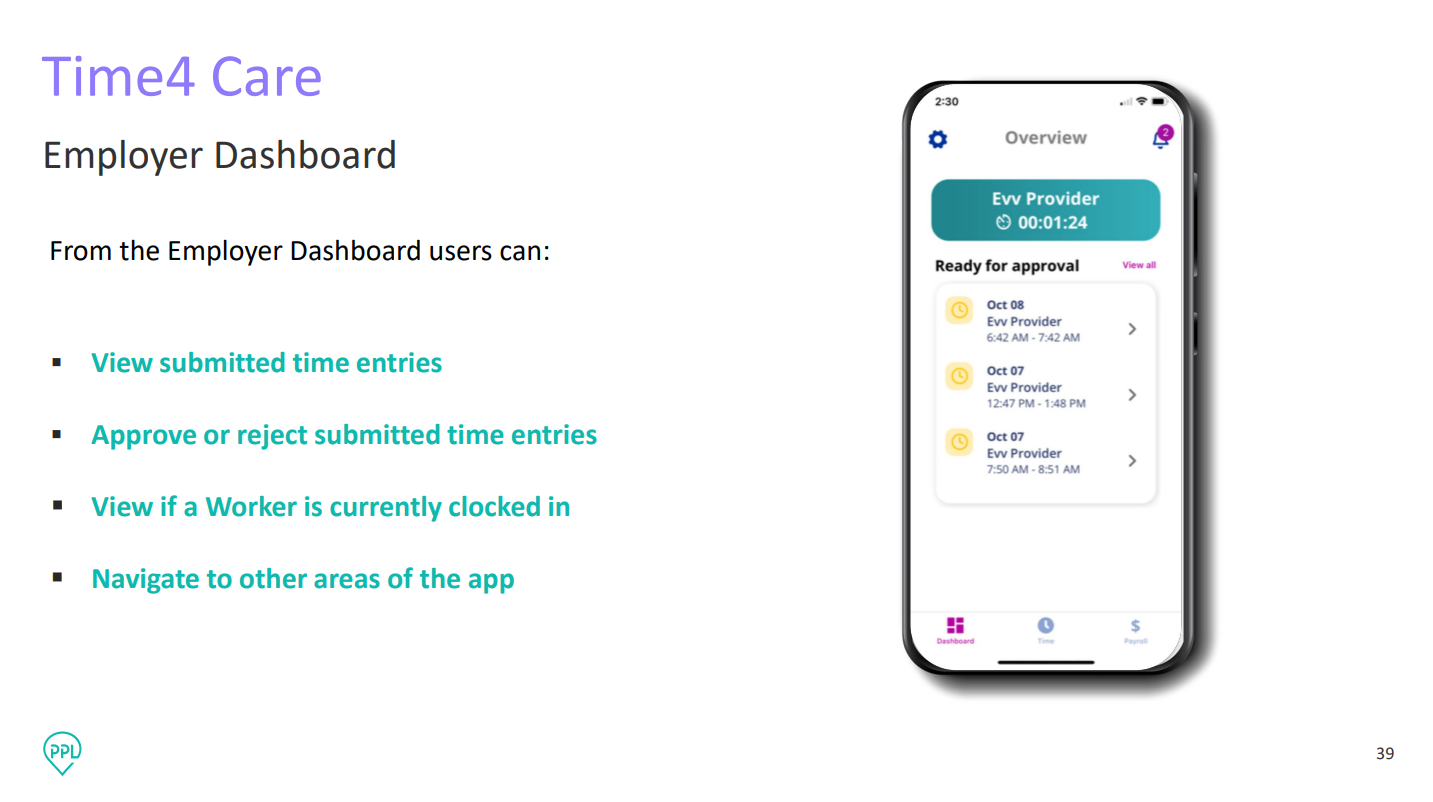 Time4 Care
Employer Dashboard
From the Employer Dashboard users can:
▪ View submitted time entries
▪ Approve or reject submitted time entries
▪ View if a Worker is currently clocked in
▪ Navigate to other areas of the app
2:30
Overview
2
Evv Provider
00:01:24
Ready for approval View all
Oct 08
Evv Provider
6:42 AM - 7:42 AM
Oct 07
Evv Provider
12:47 PM - 1:48 PM
Oct 07
Evv Provider
7:50 AM - 8:51 AM
$
Dashboard Time Payroll
PPL
39